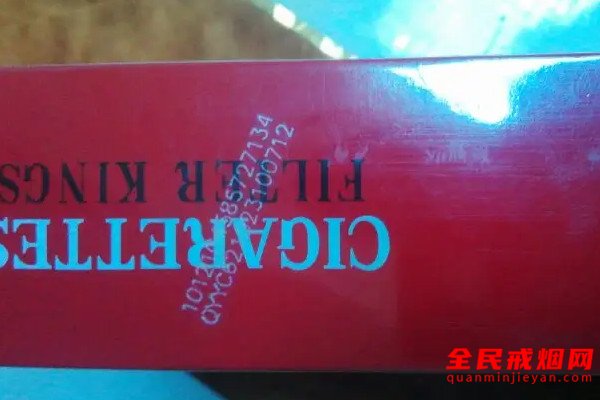 CIGARETTES
FILTER KINGS
全民戒烟网
quanminjieyan.com